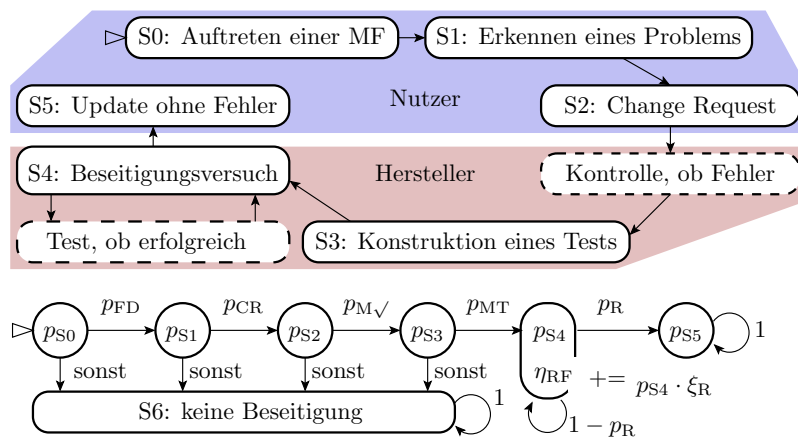 S0: Auftreten einer MF
S1: Erkennen eines Problems
S5: Update ohne Fehler
Nutzer
S2: Change Request
S4: Beseitigungsversuch
Hersteller
Kontrolle, ob Fehler
Test, ob erfolgreich
S3: Konstruktion eines Tests
p_FD
p_CR
p_M√
p_MT
p_R
p_S0
p_S1
p_S2
p_S3
p_S4
p_S5
1
sonst
sonst
sonst
sonst
η_RF += p_S4 · ξ_R
S6: keine Beseitigung
1
1 − p_R